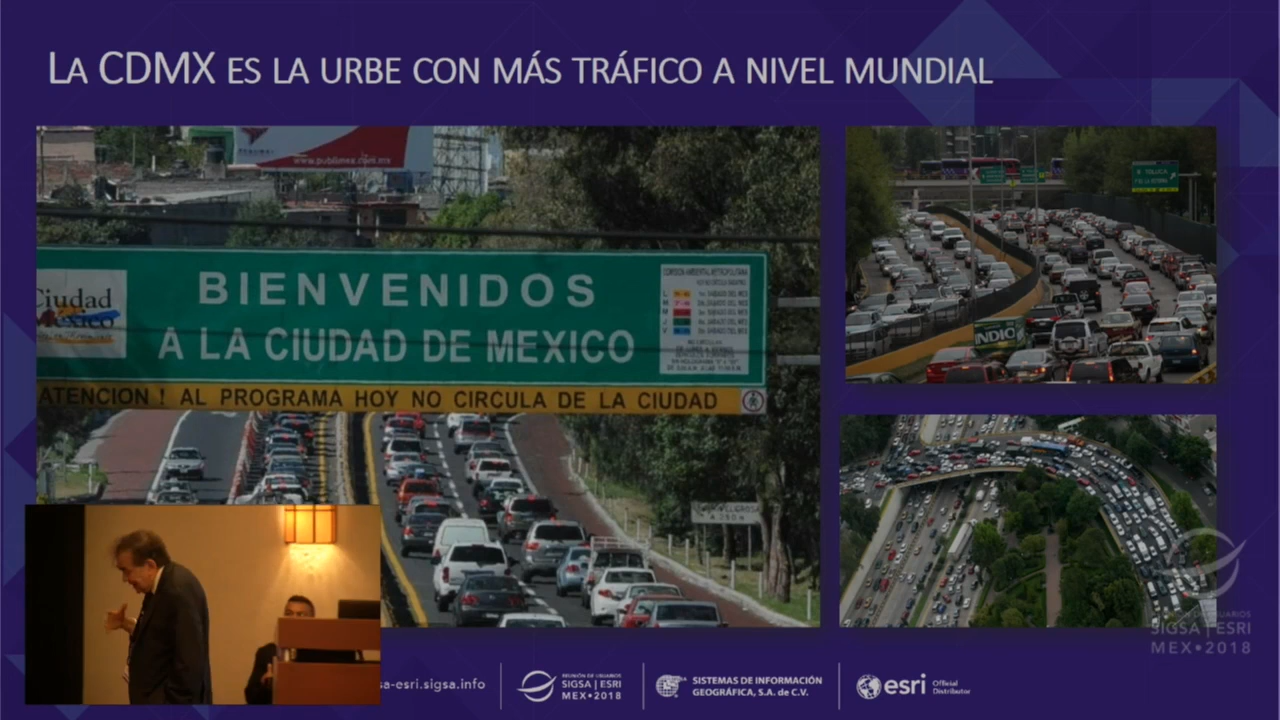 LA CDMX ES LA URBE CON MÁS TRÁFICO A NIVEL MUNDIAL
www.publimex.com.mx
Ciudad
México
BIENVENIDOS
A LA CIUDAD DE MEXICO
ATENCION ! AL PROGRAMA HOY NO CIRCULA DE LA CIUDAD
TOLUCA
INDIO
A 250 M
SIGSA | ESRI
MEX•2018
sa-esri.sigsa.info
REUNIÓN DE USUARIOS
SIGSA | ESRI
MEX•2018
SISTEMAS DE INFORMACIÓN
GEOGRÁFICA, S.A. de C.V.
esri
Official
Distributor